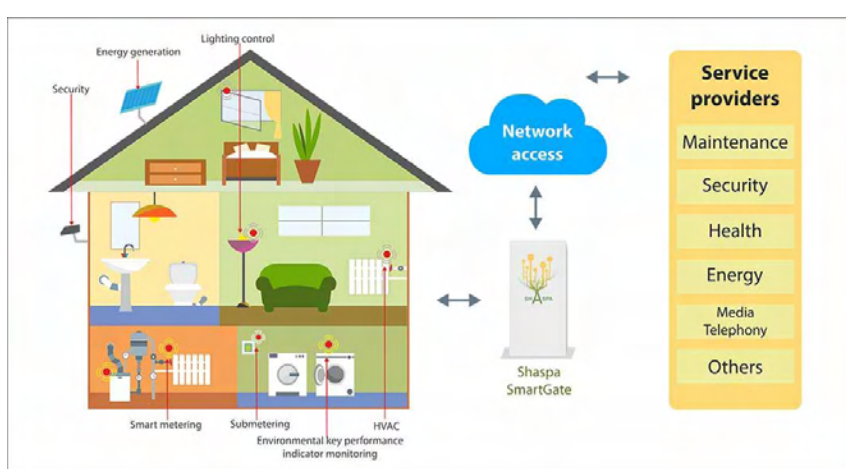 Lighting control
Energy generation
Security
Smart metering
Submetering
HVAC
Environmental key performance
indicator monitoring
Network
access
Shaspa
SmartGate
Service
providers
Maintenance
Security
Health
Energy
Media
Telephony
Others